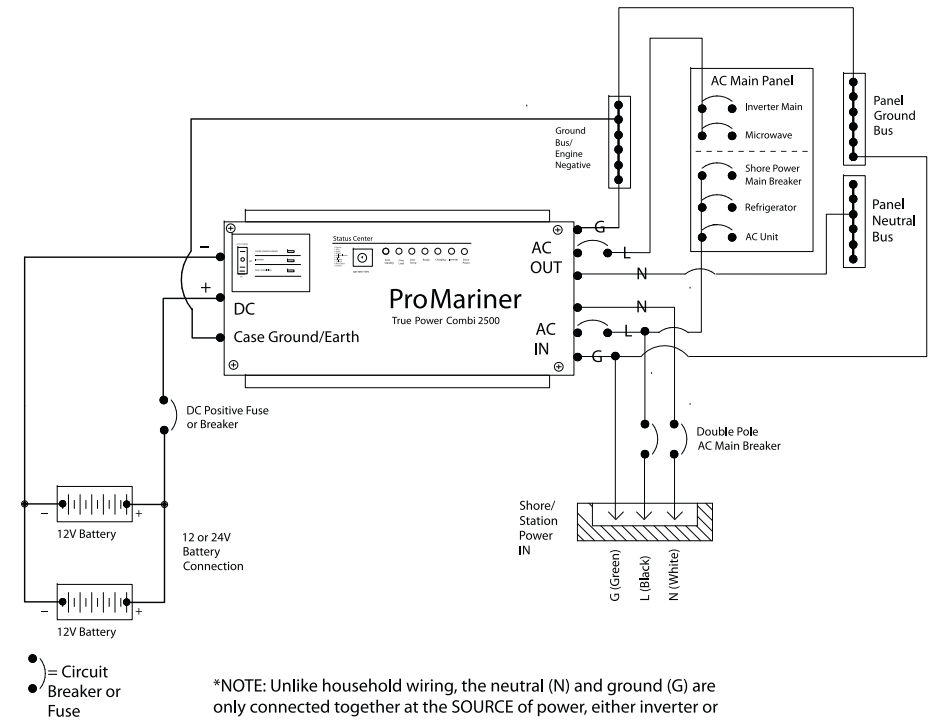 AC Main Panel
Inverter Main
Microwave
Shore Power
Main Breaker
Refrigerator
AC Unit
Panel
Ground
Bus
Panel
Neutral
Bus
Ground
Bus/
Engine
Negative
Status Center
G
AC
OUT
L
N
–
+
DC
Case Ground/Earth
ProMariner
True Power Combi 2500
N
AC
IN
L
G
DC Positive Fuse
or Breaker
Double Pole
AC Main Breaker
– +
12V Battery
12 or 24V
Battery
Connection
– +
12V Battery
Shore/
Station
Power
IN
G (Green)
L (Black)
N (White)
= Circuit
Breaker or
Fuse
*NOTE: Unlike household wiring, the neutral (N) and ground (G) are
only connected together at the SOURCE of power, either inverter or